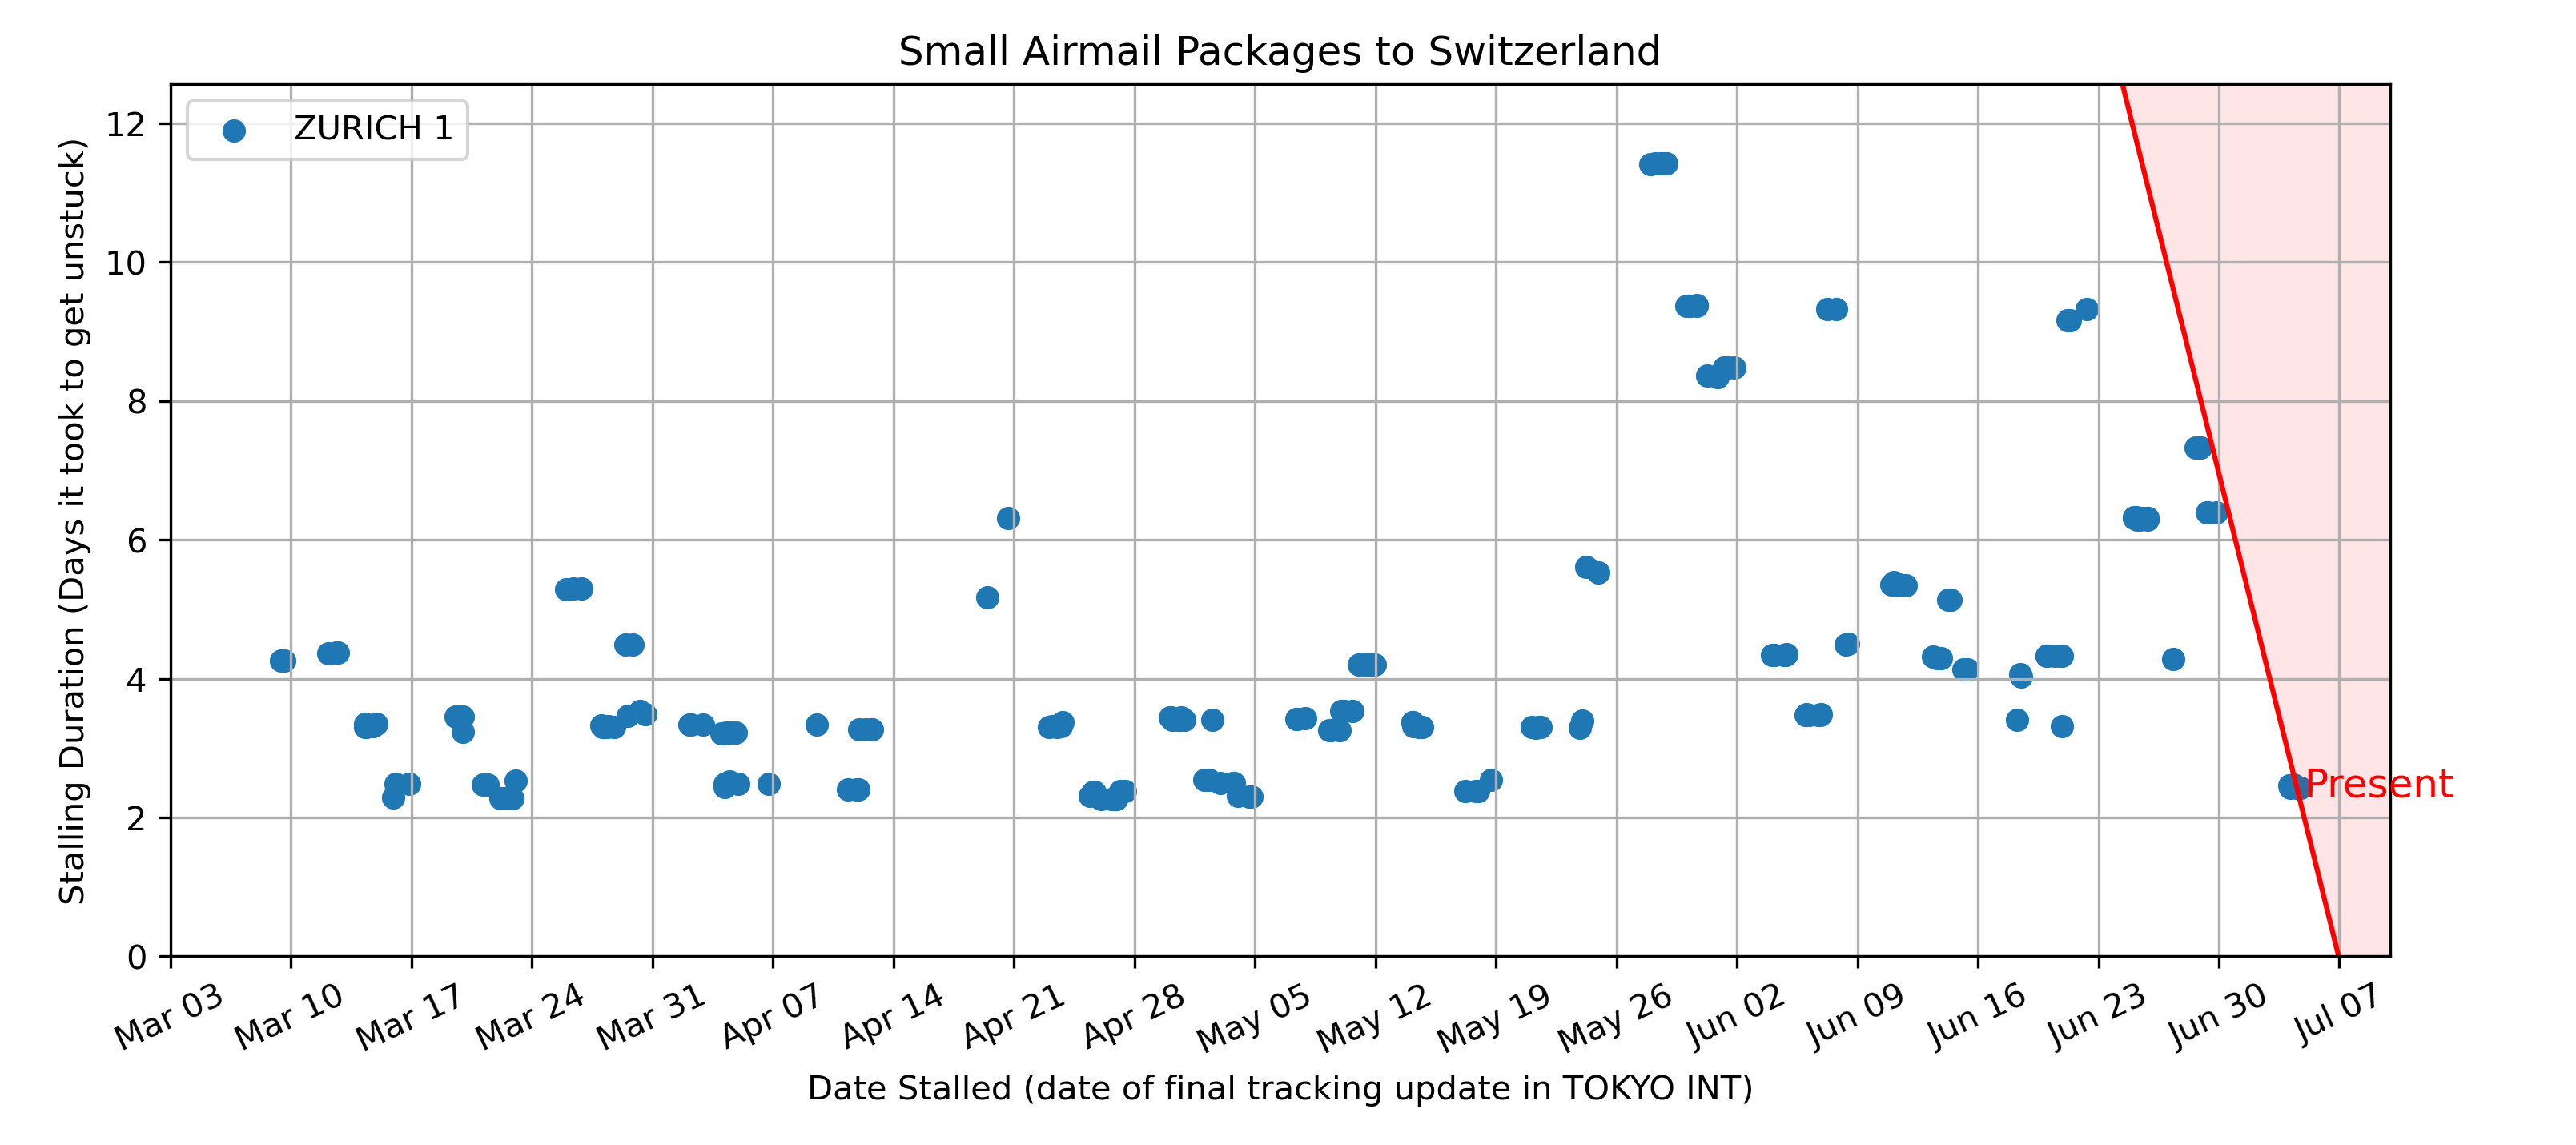 Small Airmail Packages to Switzerland
ZURICH 1
Stalling Duration (Days it took to get unstuck)
12
10
8
6
4
2
0
Present
Mar 03
Mar 10
Mar 17
Mar 24
Mar 31
Apr 07
Apr 14
Apr 21
Apr 28
May 05
May 12
May 19
May 26
Jun 02
Jun 09
Jun 16
Jun 23
Jun 30
Jul 07
Date Stalled (date of final tracking update in TOKYO INT)